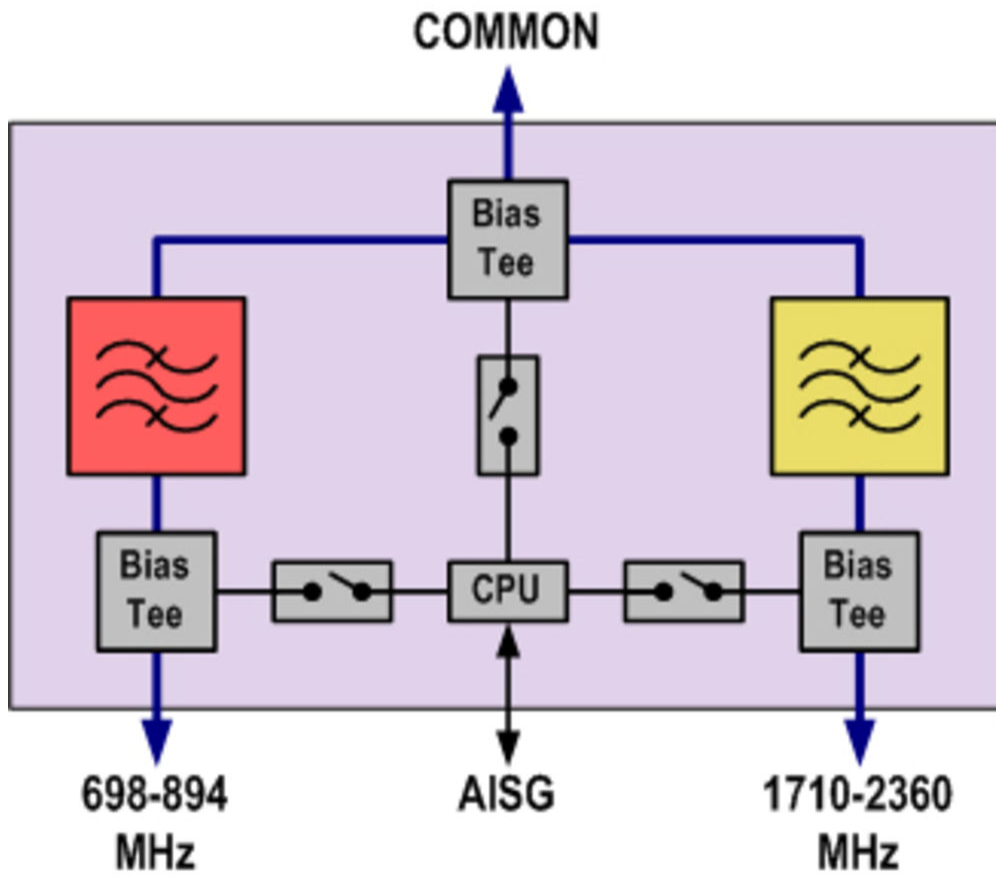 COMMON
Bias
Tee
Bias
Tee
CPU
Bias
Tee
698-894
MHz
AISG
1710-2360
MHz